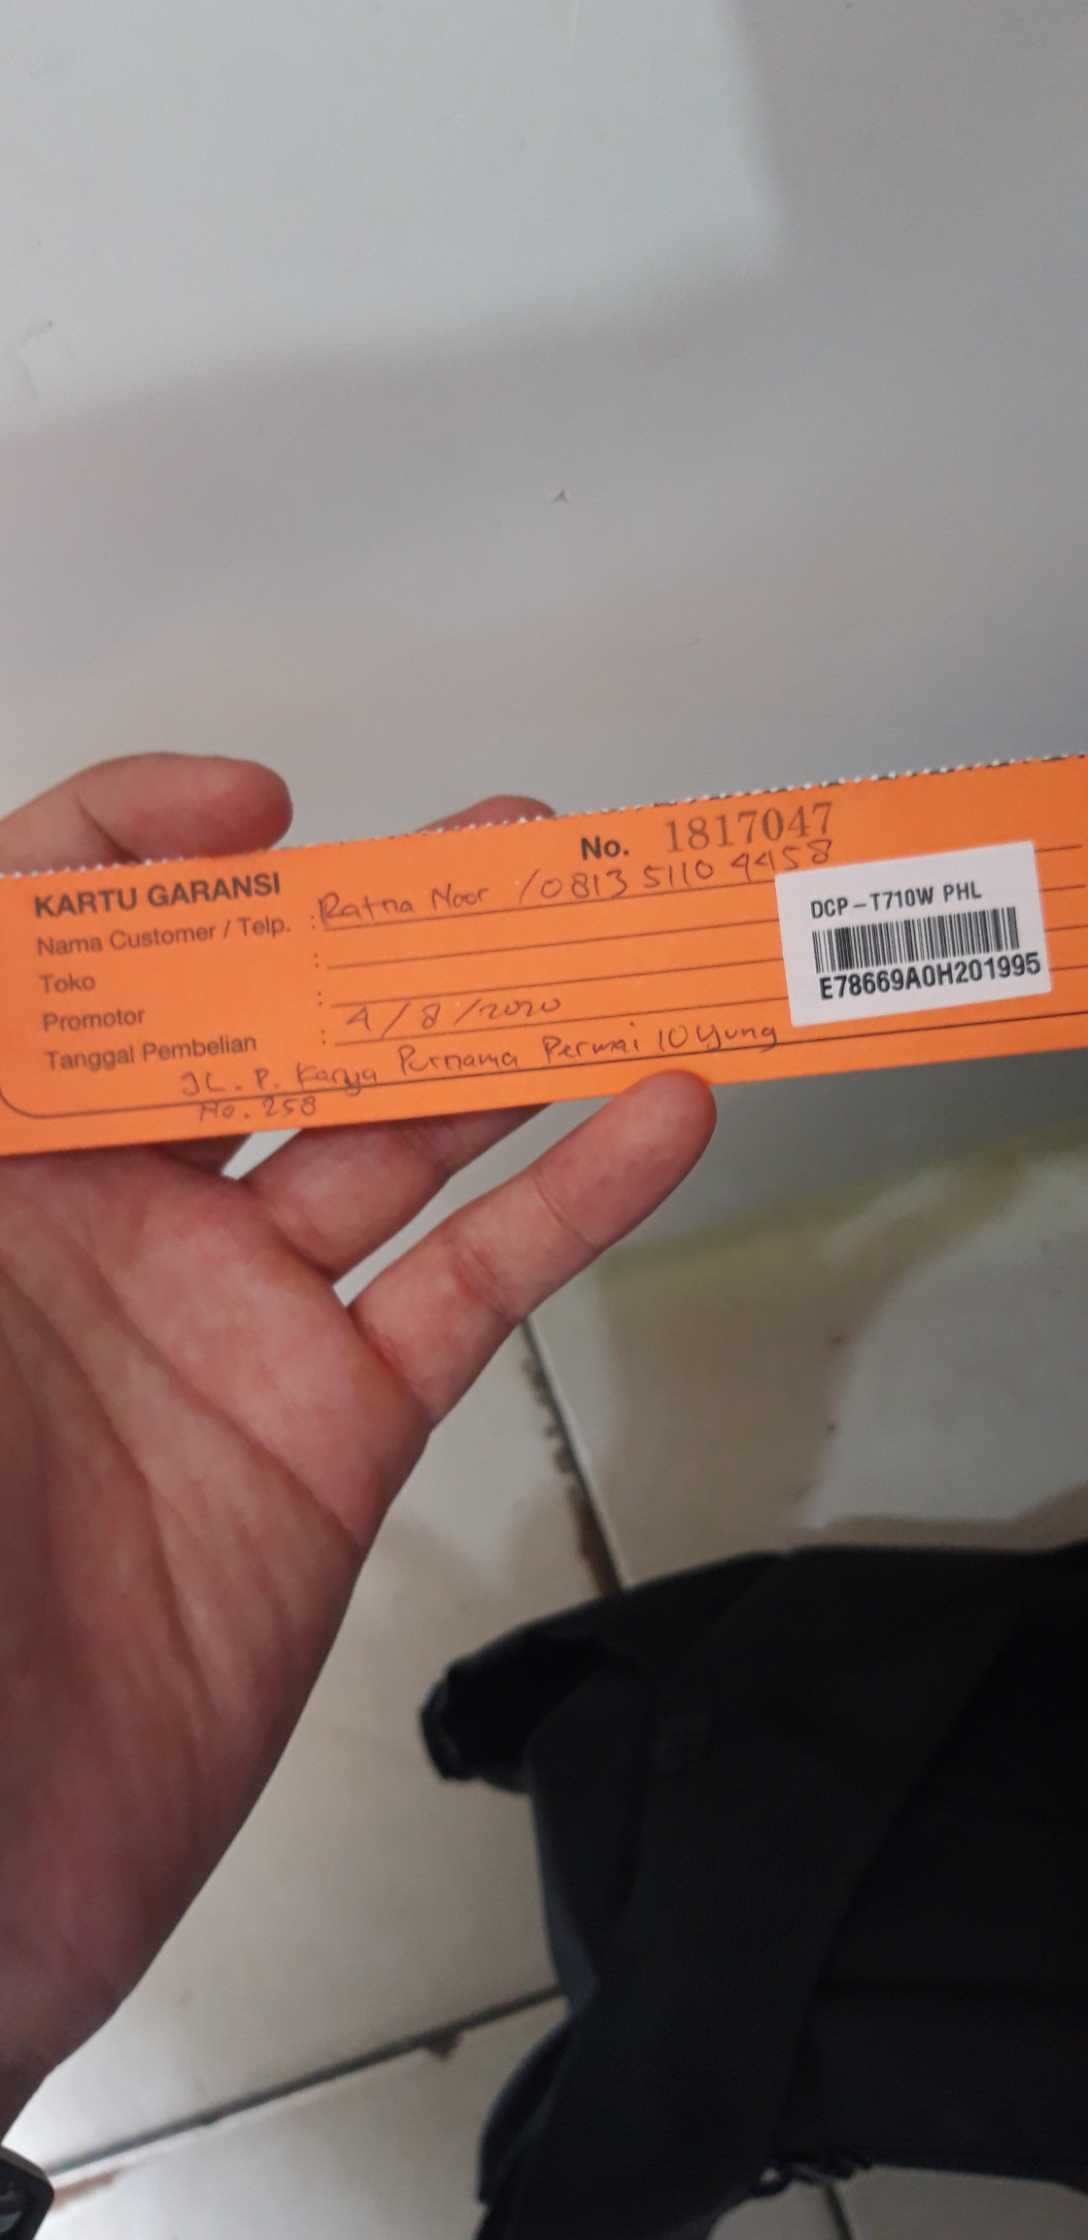 No. 1817047
KARTU GARANSI
Nama Customer / Telp. : Ratna Noor / 0813 5110 4458
Toko :
Promotor :
Tanggal Pembelian : 4/8/2020
JL. P. Karya Purnama Permai 10 Ujung
No. 258
DCP-T710W PHL
E78669A0H201995